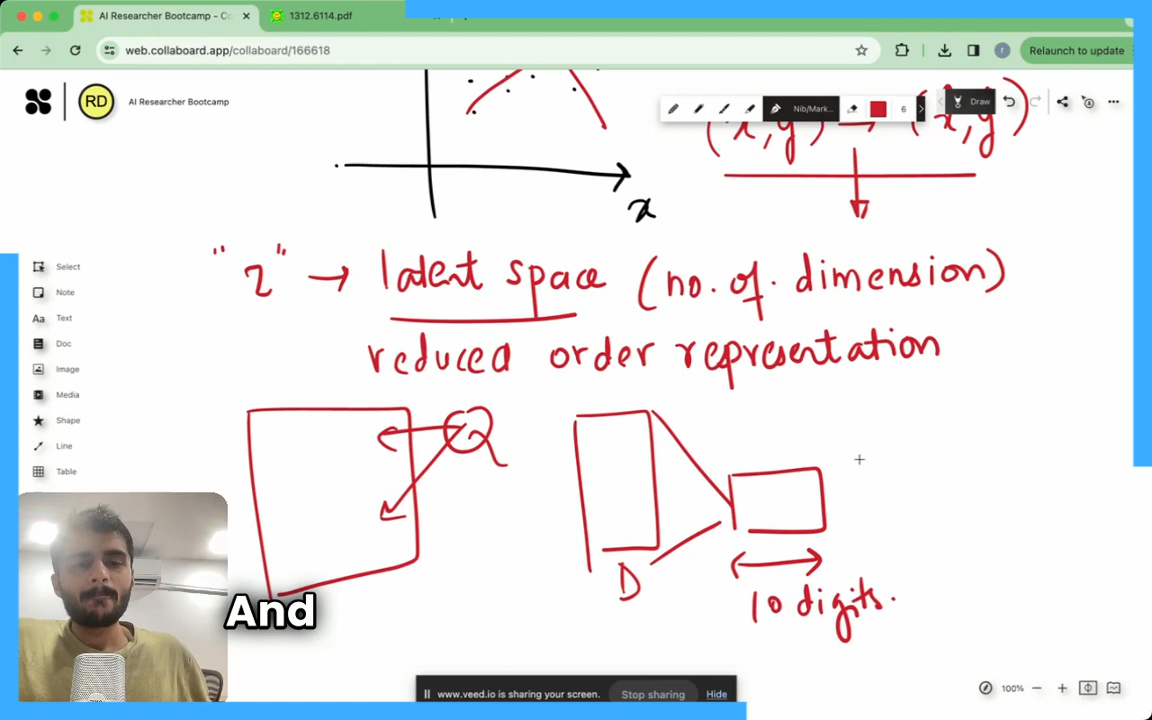 AI Researcher Bootcamp - Co
1312.6114.pdf
web.collaboard.app/collaboard/166618
Relaunch to update
RD
AI Researcher Bootcamp
Nib/Mark...
6
Draw
(x,y) → (x̂,ŷ)
x
"z" → latent space (no. of. dimension)
reduced order representation
Select
Note
Text
Doc
Image
Media
Shape
Line
Table
D
10 digits.
And
www.veed.io is sharing your screen.
Stop sharing
Hide
100%